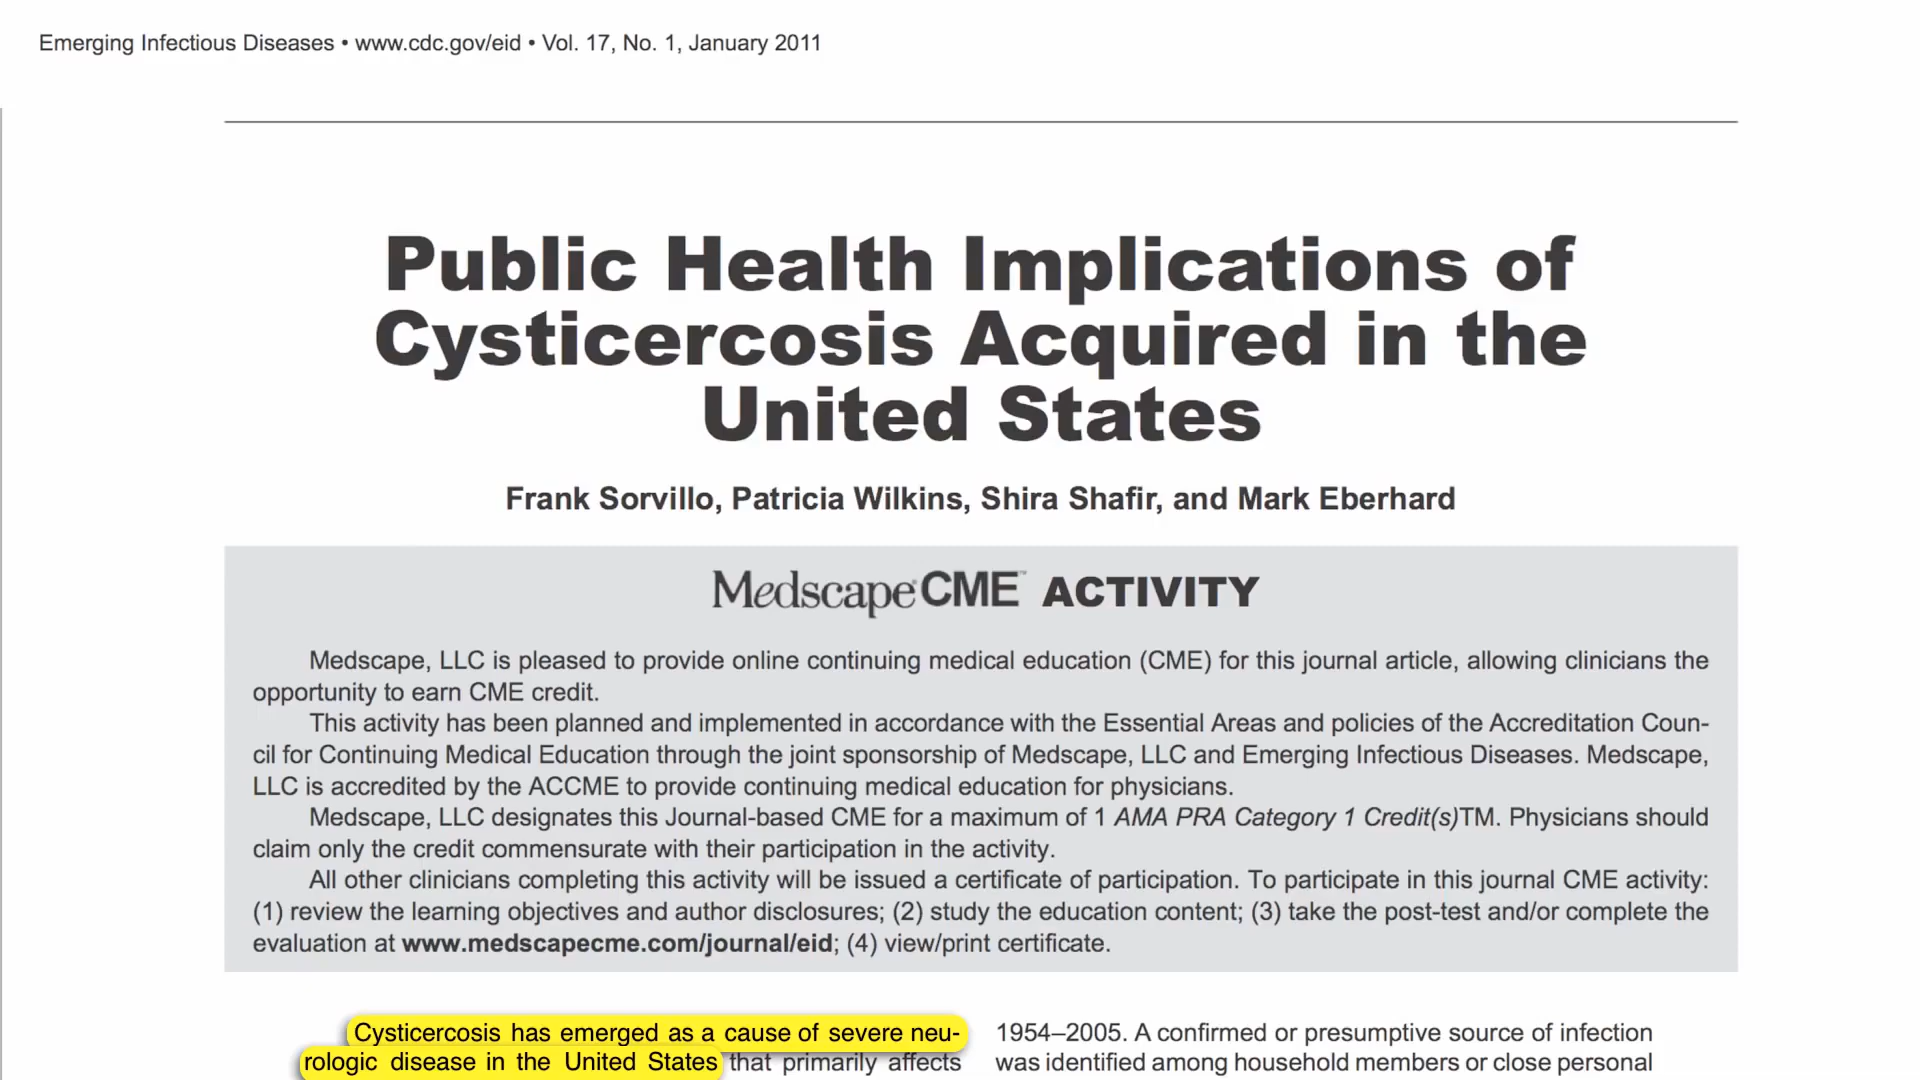 Emerging Infectious Diseases • www.cdc.gov/eid • Vol. 17, No. 1, January 2011
Public Health Implications of
Cysticercosis Acquired in the
United States
Frank Sorvillo, Patricia Wilkins, Shira Shafir, and Mark Eberhard
Medscape® CME™ ACTIVITY
Medscape, LLC is pleased to provide online continuing medical education (CME) for this journal article, allowing clinicians the
opportunity to earn CME credit.
This activity has been planned and implemented in accordance with the Essential Areas and policies of the Accreditation Coun-
cil for Continuing Medical Education through the joint sponsorship of Medscape, LLC and Emerging Infectious Diseases. Medscape,
LLC is accredited by the ACCME to provide continuing medical education for physicians.
Medscape, LLC designates this Journal-based CME for a maximum of 1 AMA PRA Category 1 Credit(s)TM. Physicians should
claim only the credit commensurate with their participation in the activity.
All other clinicians completing this activity will be issued a certificate of participation. To participate in this journal CME activity:
(1) review the learning objectives and author disclosures; (2) study the education content; (3) take the post-test and/or complete the
evaluation at www.medscapecme.com/journal/eid; (4) view/print certificate.
Cysticercosis has emerged as a cause of severe neu-
rologic disease in the United States that primarily affects
1954–2005. A confirmed or presumptive source of infection
was identified among household members or close personal